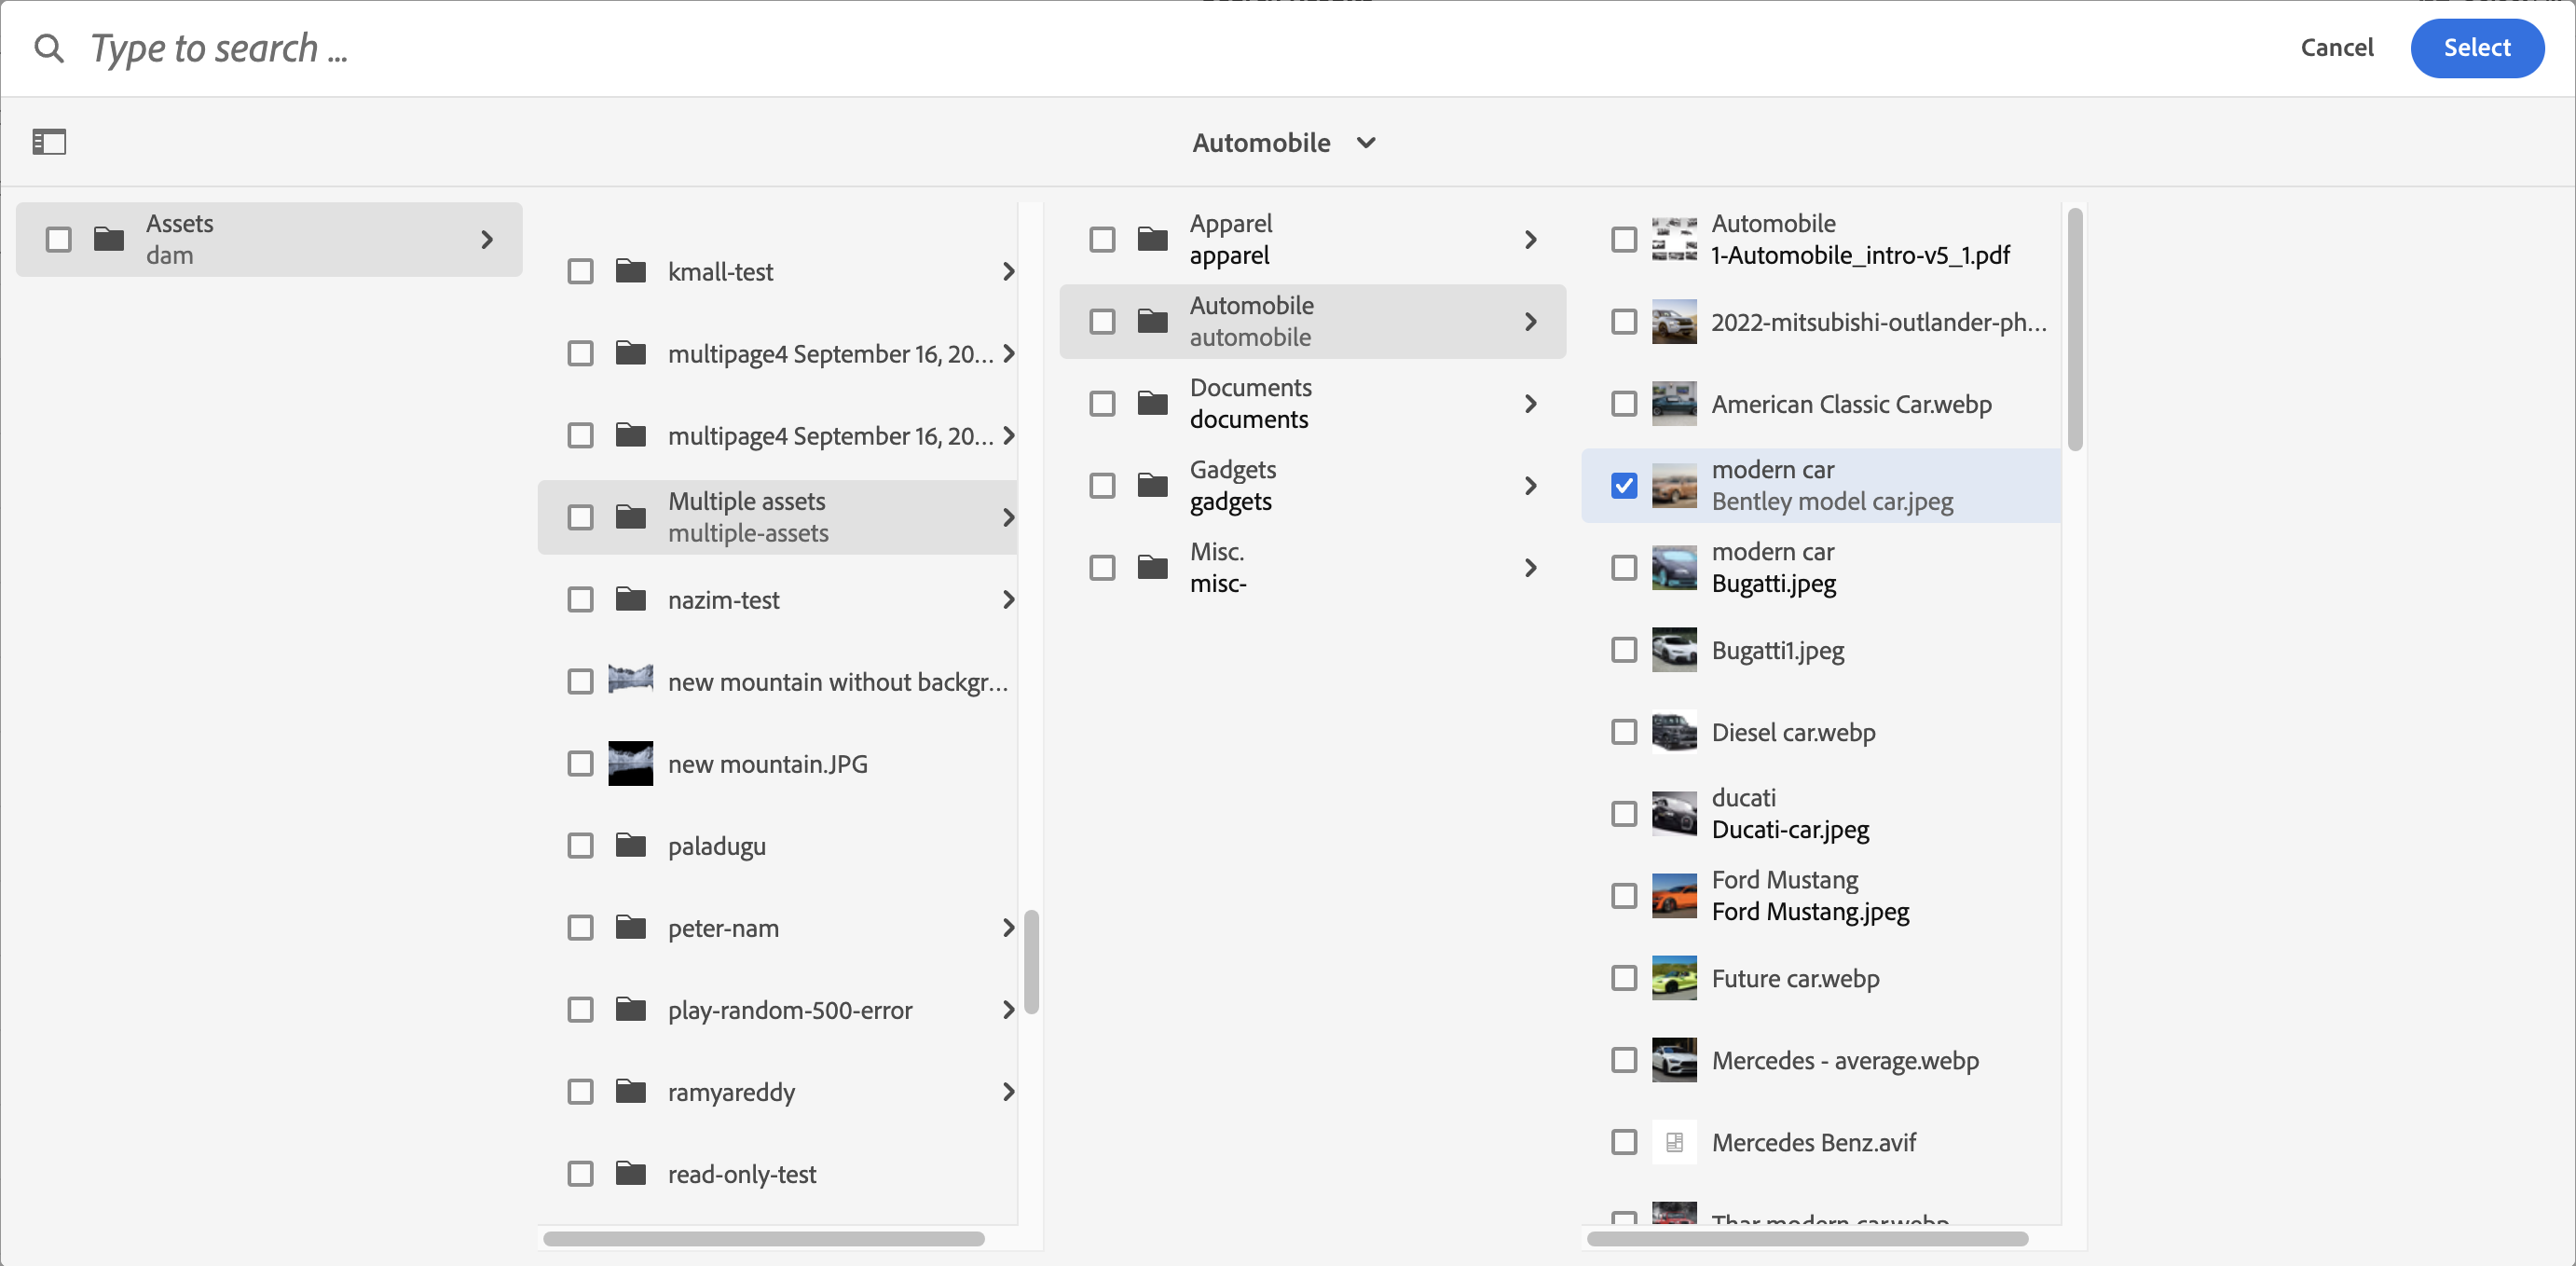 Type to search ...
Cancel
Select
Automobile
Assets
dam
kmall-test
multipage4 September 16, 20...
multipage4 September 16, 20...
Multiple assets
multiple-assets
nazim-test
new mountain without backgr...
new mountain.JPG
paladugu
peter-nam
play-random-500-error
ramyareddy
read-only-test
Apparel
apparel
Automobile
automobile
Documents
documents
Gadgets
gadgets
Misc.
misc-
Automobile
1-Automobile_intro-v5_1.pdf
2022-mitsubishi-outlander-ph...
American Classic Car.webp
modern car
Bentley model car.jpeg
modern car
Bugatti.jpeg
Bugatti1.jpeg
Diesel car.webp
ducati
Ducati-car.jpeg
Ford Mustang
Ford Mustang.jpeg
Future car.webp
Mercedes - average.webp
Mercedes Benz.avif
Thar modern car.webp